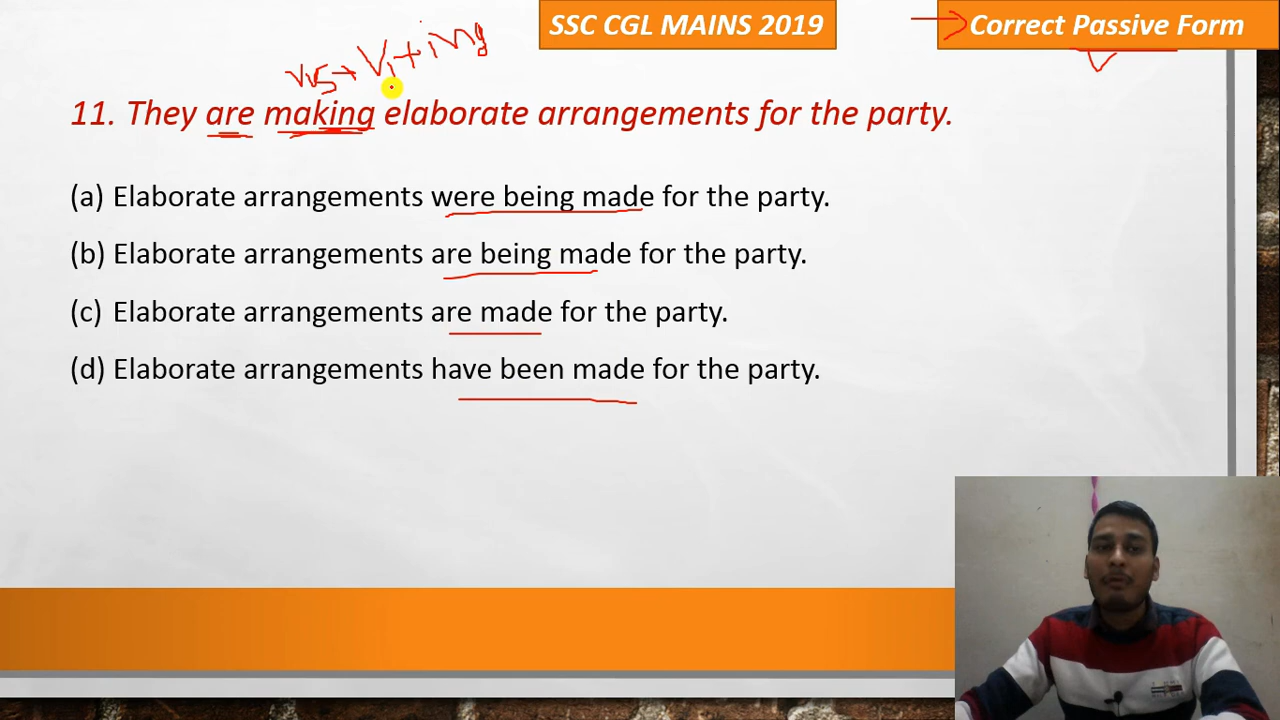 SSC CGL MAINS 2019
Correct Passive Form
V5 → V1 + ing
11. They are making elaborate arrangements for the party.
(a) Elaborate arrangements were being made for the party.
(b) Elaborate arrangements are being made for the party.
(c) Elaborate arrangements are made for the party.
(d) Elaborate arrangements have been made for the party.